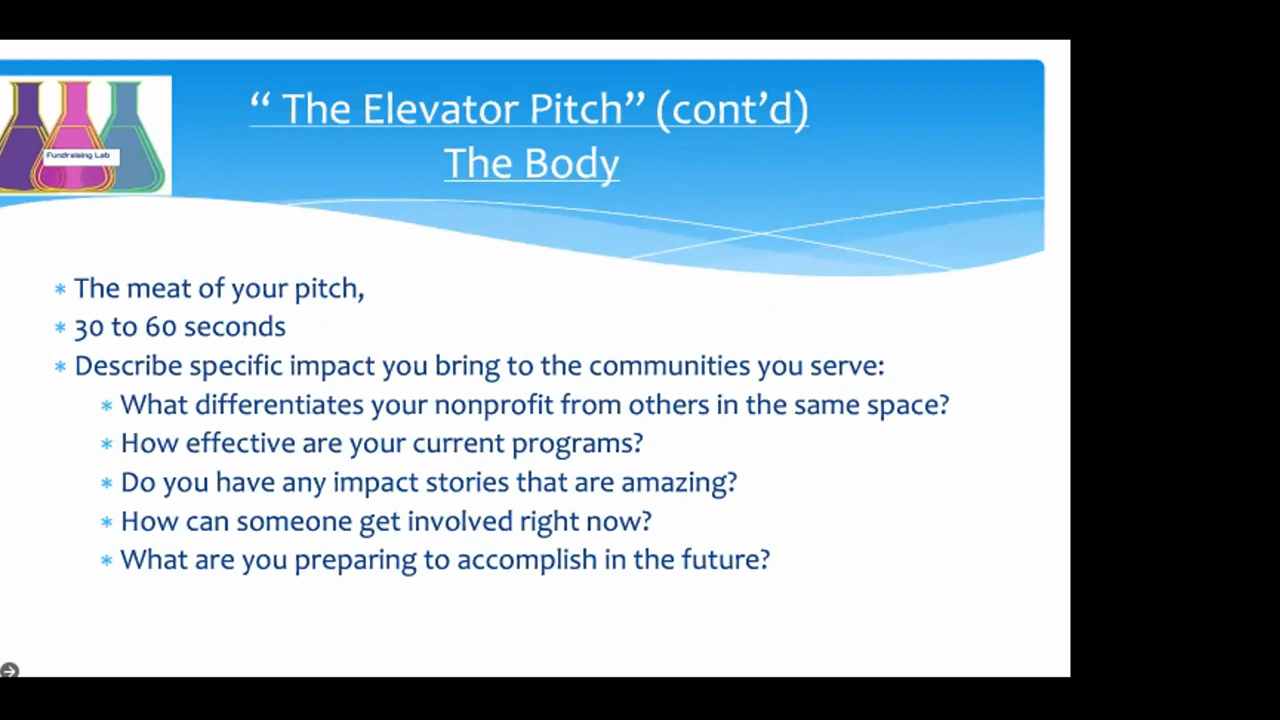 “ The Elevator Pitch” (cont’d)
The Body
Fundraising Lab
* The meat of your pitch,
* 30 to 60 seconds
* Describe specific impact you bring to the communities you serve:
* What differentiates your nonprofit from others in the same space?
* How effective are your current programs?
* Do you have any impact stories that are amazing?
* How can someone get involved right now?
* What are you preparing to accomplish in the future?